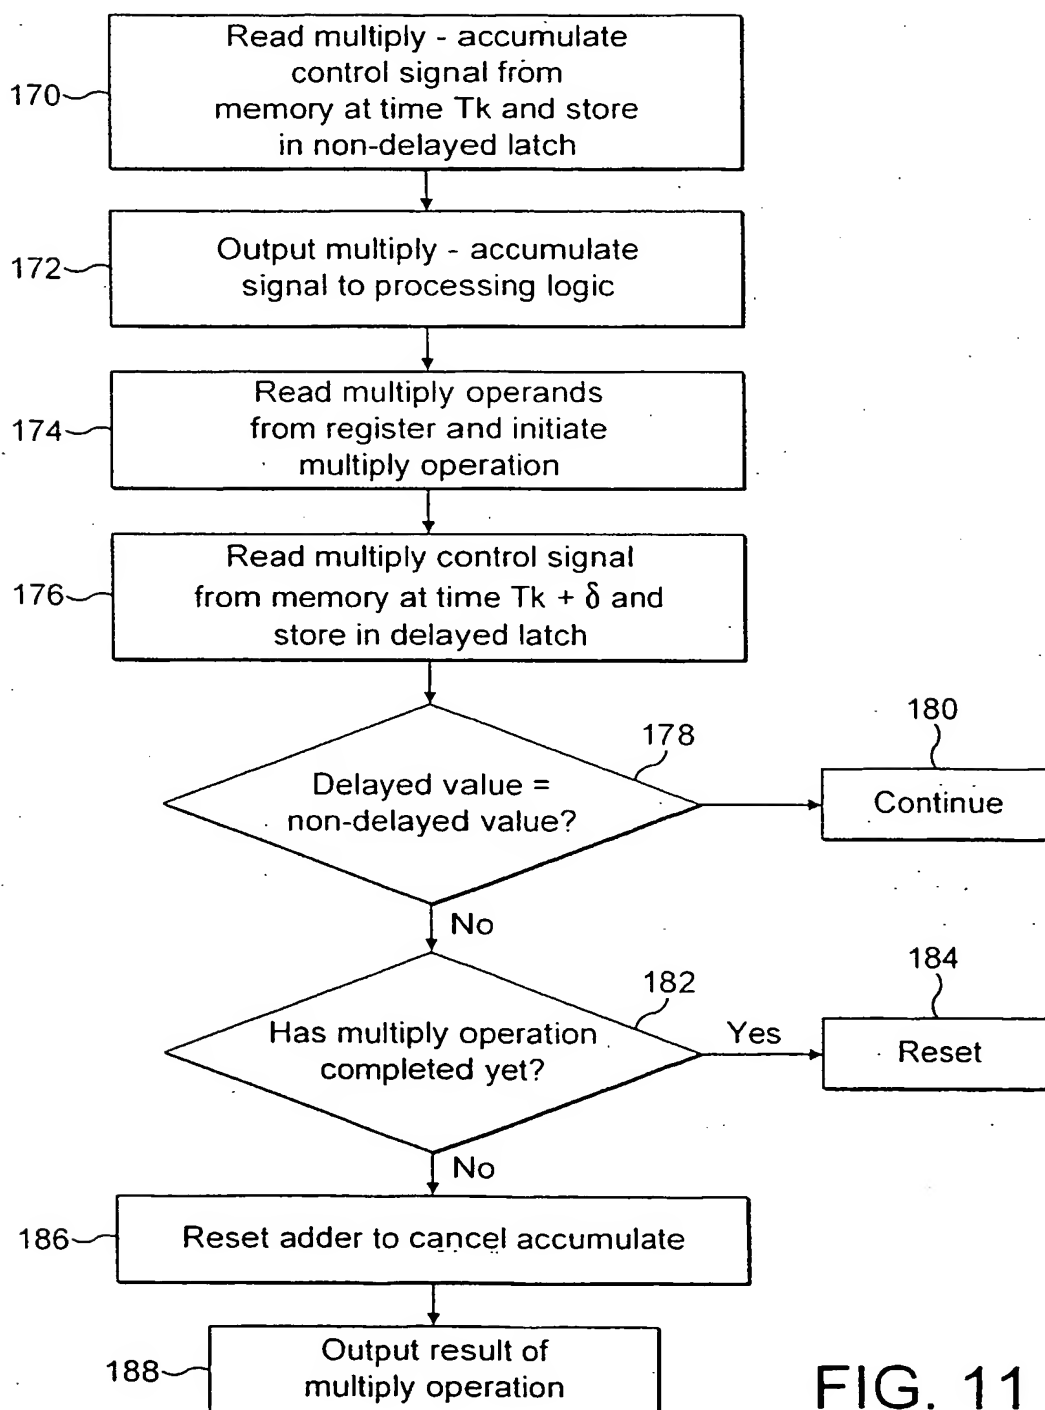 Read multiply - accumulate
control signal from
170
memory at time Tk and store
in non-delayed latch
Output multiply - accumulate
172
signal to processing logic
Read multiply operands
174
from register and initiate
multiply operation
Read multiply control signal
176
from memory at time Tk + δ and
store in delayed latch
178
180
Delayed value =
non-delayed value?
Continue
No
182
184
Has multiply operation
completed yet?
Yes
Reset
No
186
Reset adder to cancel accumulate
Output result of
188
multiply operation
FIG. 11